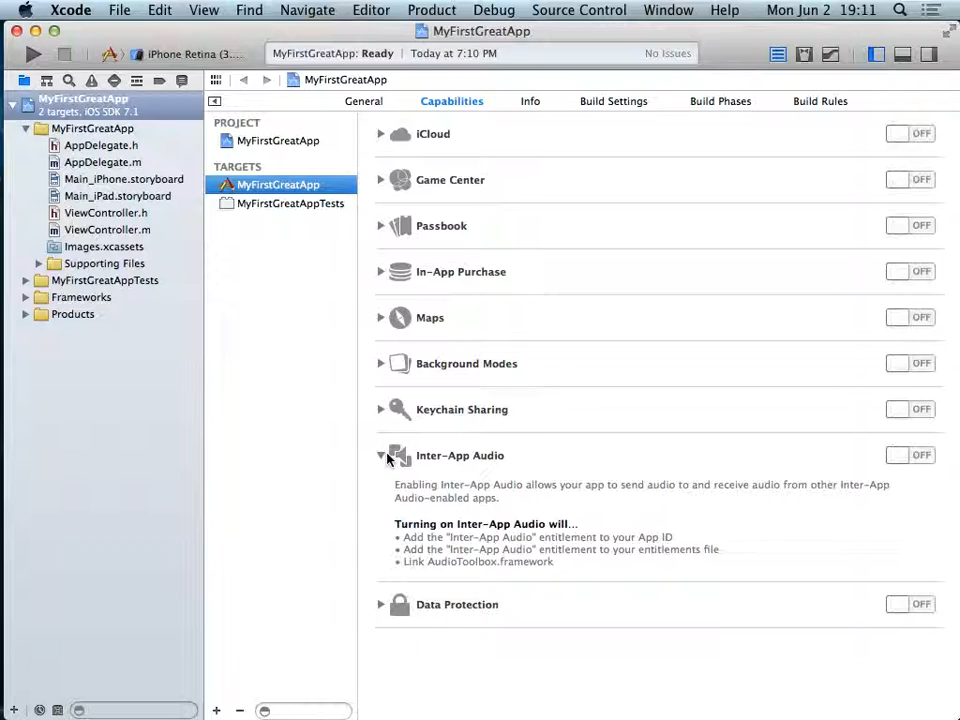 Xcode File Edit View Find Navigate Editor Product Debug Source Control Window Help Mon Jun 2 19:11
MyFirstGreatApp
iPhone Retina (3.... MyFirstGreatApp: Ready Today at 7:10 PM No Issues
MyFirstGreatApp
MyFirstGreatApp
2 targets, iOS SDK 7.1
MyFirstGreatApp
AppDelegate.h
AppDelegate.m
Main_iPhone.storyboard
Main_iPad.storyboard
ViewController.h
ViewController.m
Images.xcassets
Supporting Files
MyFirstGreatAppTests
Frameworks
Products
PROJECT
MyFirstGreatApp
TARGETS
MyFirstGreatApp
MyFirstGreatAppTests
General Capabilities Info Build Settings Build Phases Build Rules
iCloud OFF
Game Center OFF
Passbook OFF
In-App Purchase OFF
Maps OFF
Background Modes OFF
Keychain Sharing OFF
Inter-App Audio OFF
Enabling Inter-App Audio allows your app to send audio to and receive audio from other Inter-App
Audio-enabled apps.
Turning on Inter-App Audio will...
• Add the "Inter-App Audio" entitlement to your App ID
• Add the "Inter-App Audio" entitlement to your entitlements file
• Link AudioToolbox.framework
Data Protection OFF